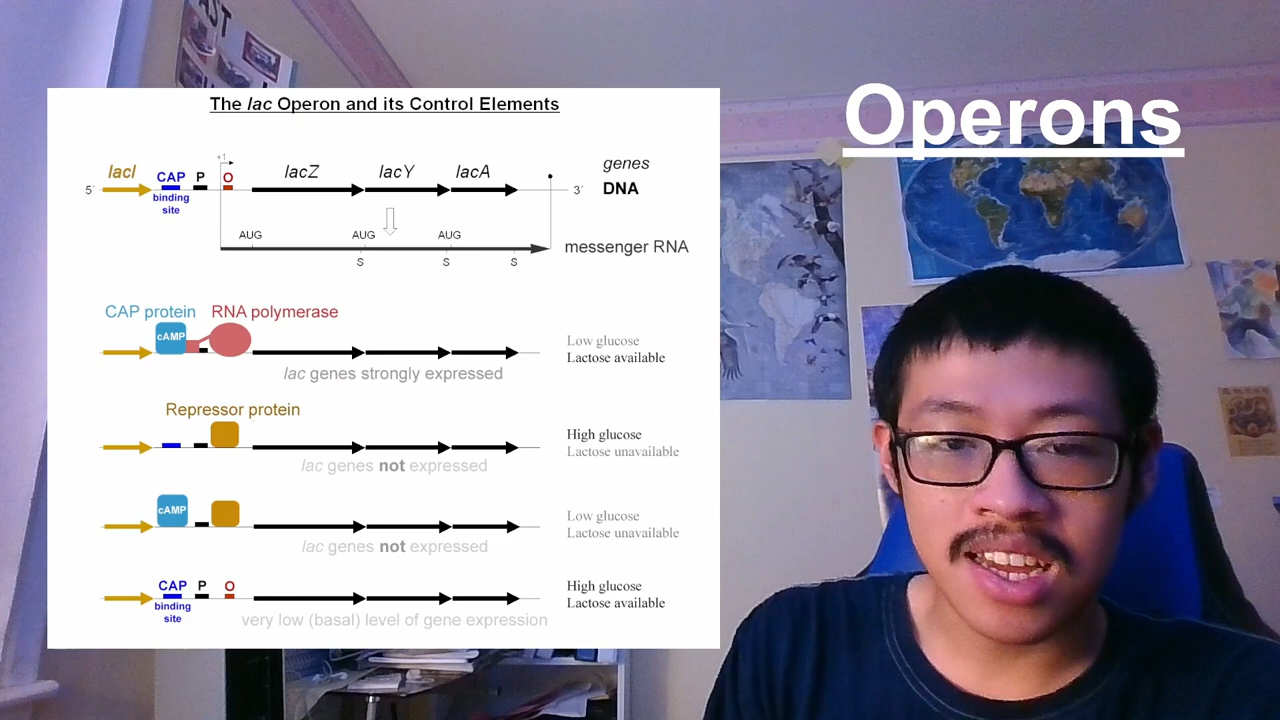 Operons
The lac Operon and its Control Elements
+1
lacI CAP P O lacZ lacY lacA genes
5´ 3´ DNA
binding
site
AUG AUG AUG
messenger RNA
S S S
CAP protein RNA polymerase
cAMP
Low glucose
Lactose available
lac genes strongly expressed
Repressor protein
High glucose
Lactose unavailable
lac genes not expressed
cAMP
Low glucose
Lactose unavailable
lac genes not expressed
CAP P O High glucose
binding Lactose available
site
very low (basal) level of gene expression